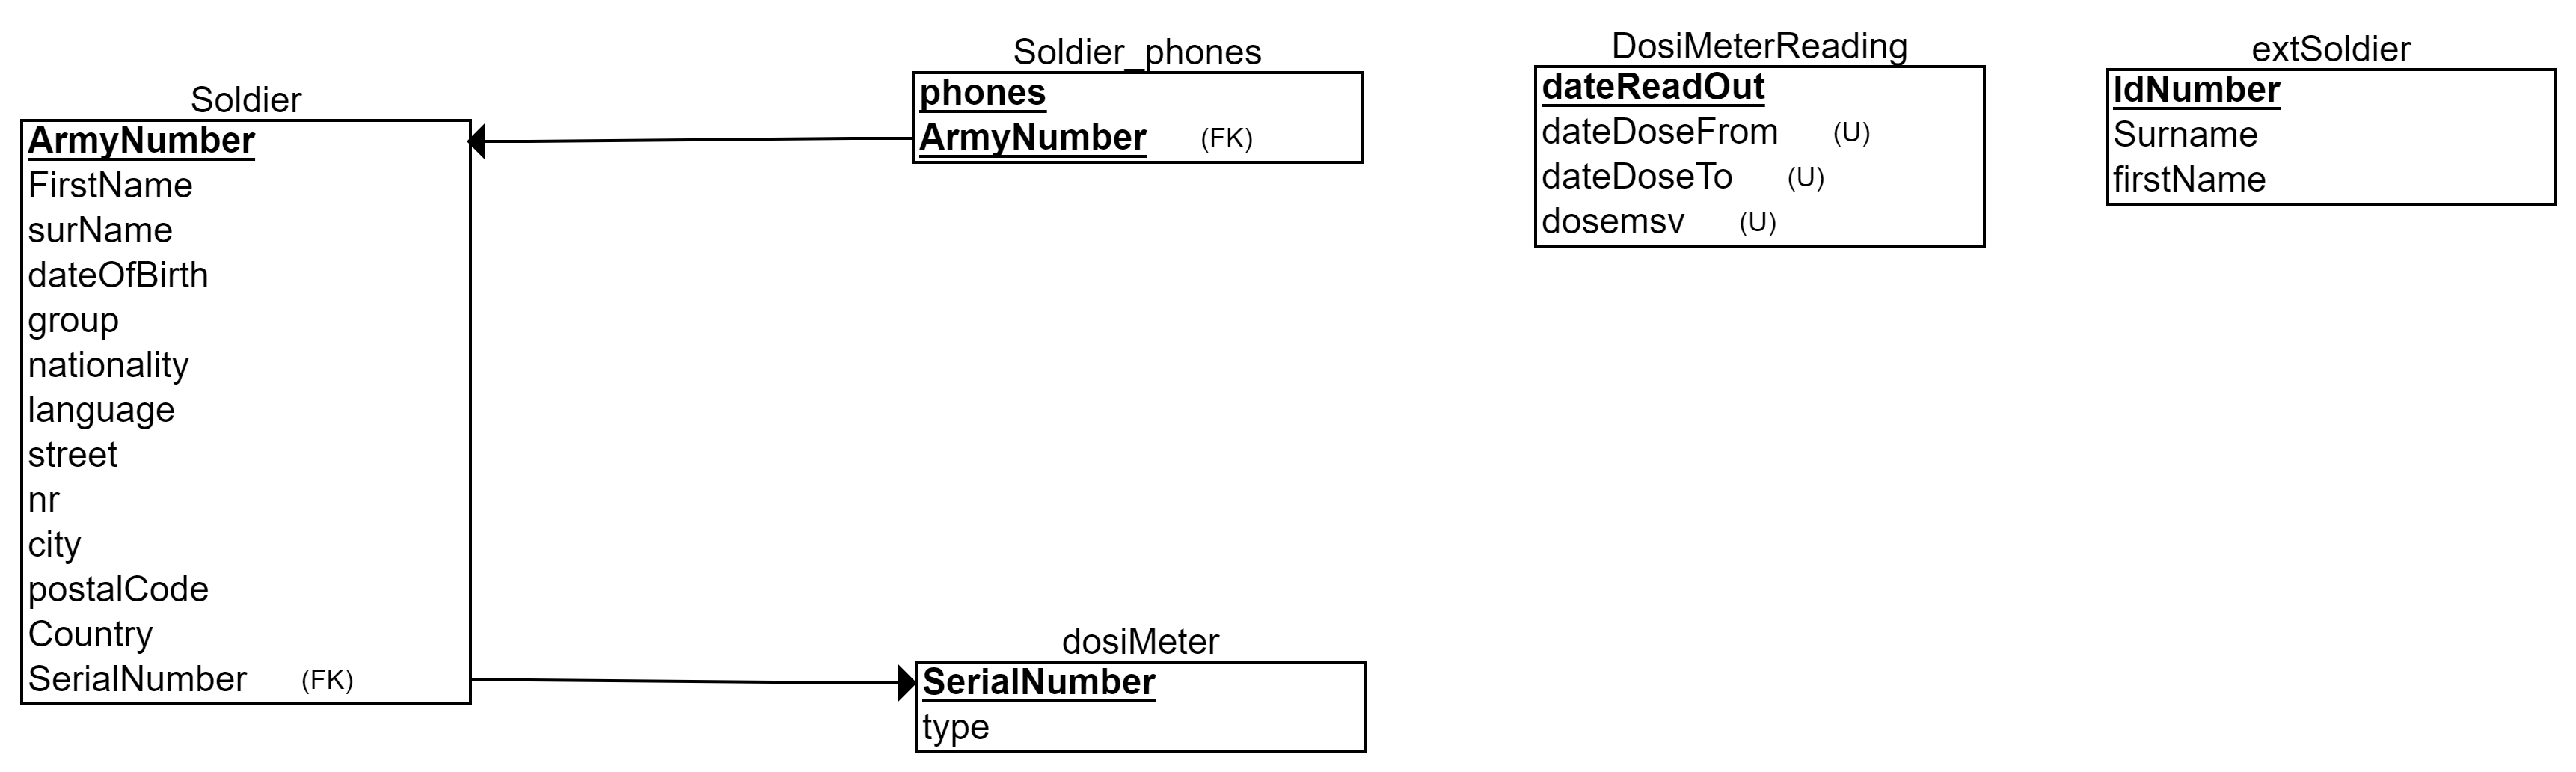 Soldier
ArmyNumber
FirstName
surName
dateOfBirth
group
nationality
language
street
nr
city
postalCode
Country
SerialNumber (FK)
Soldier_phones
phones
ArmyNumber (FK)
dosiMeter
SerialNumber
type
DosiMeterReading
dateReadOut
dateDoseFrom (U)
dateDoseTo (U)
dosemsv (U)
extSoldier
IdNumber
Surname
firstName